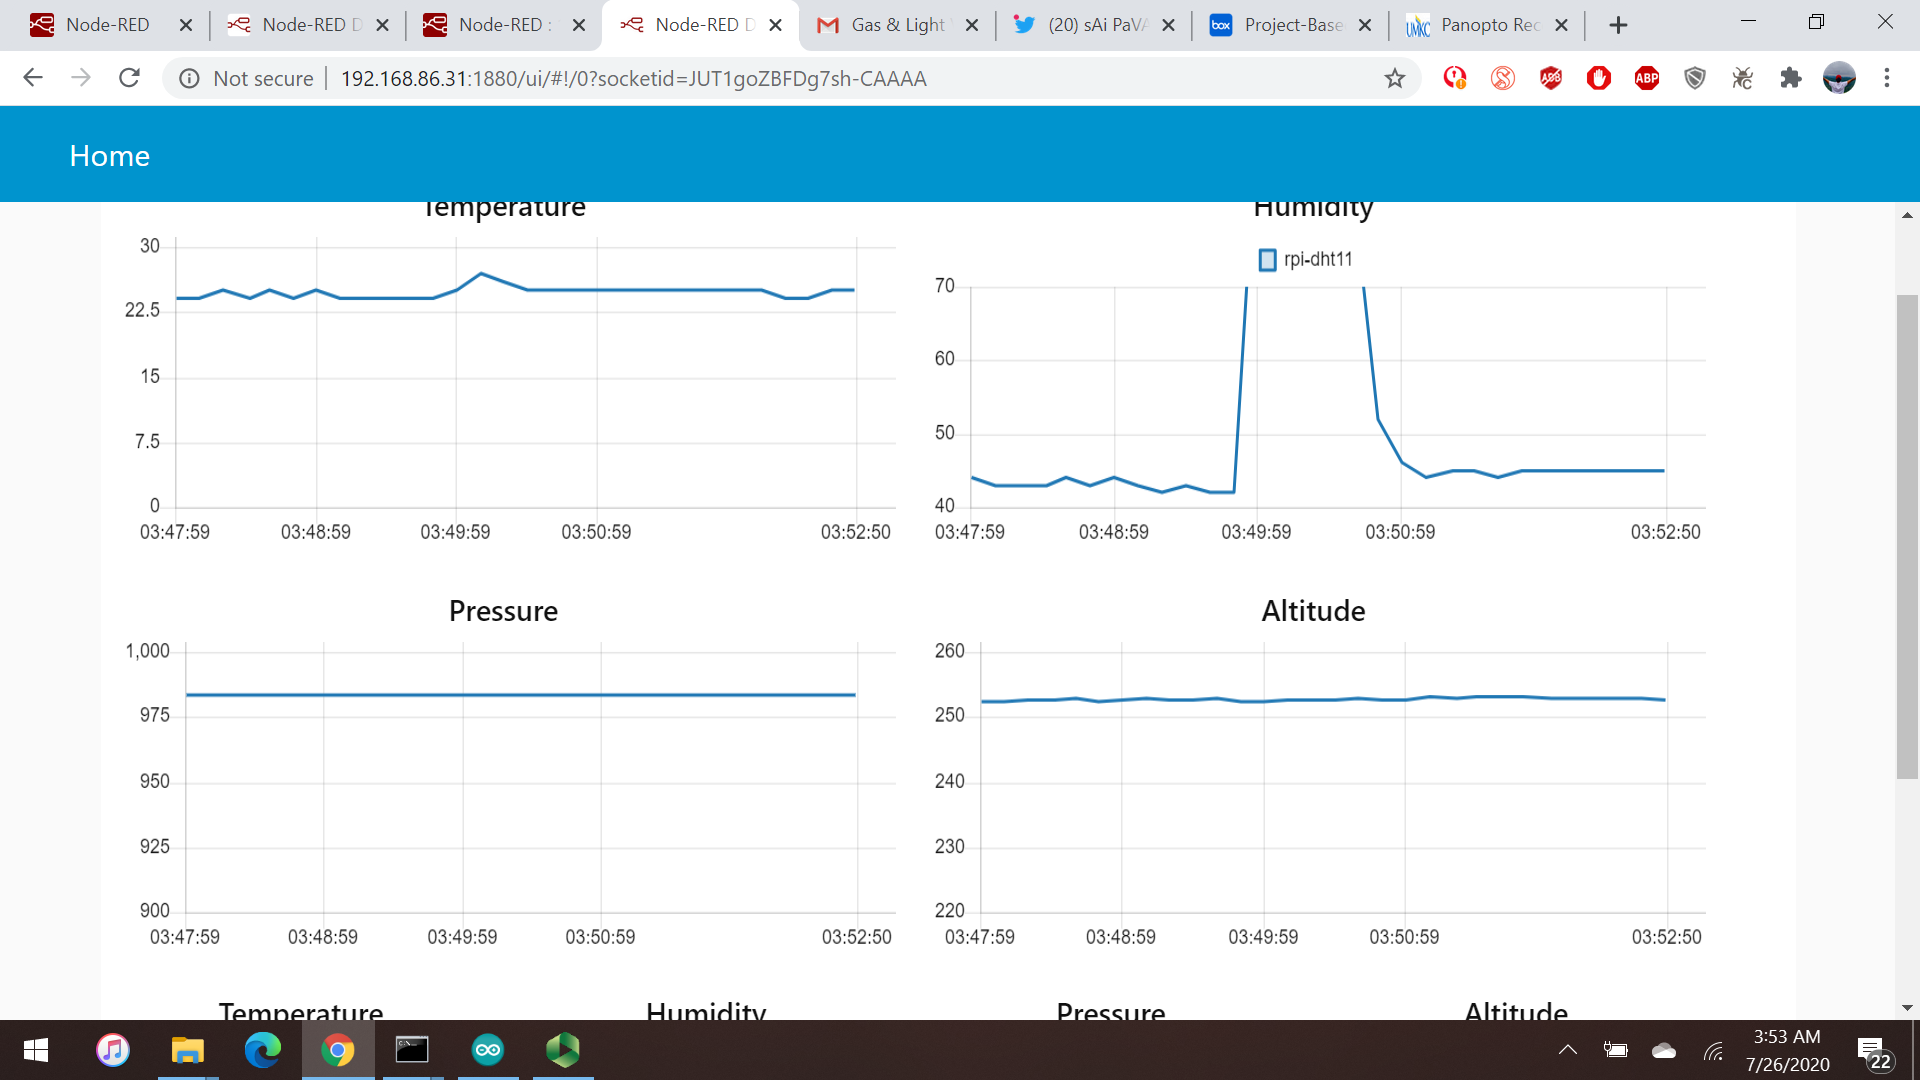 Node-RED
Node-RED D
Node-RED :
Node-RED D
Gas & Light
(20) sAi PaVA
Project-Base
Panopto Rec
Not secure
192.168.86.31:1880/ui/#!/0?socketid=JUT1goZBFDg7sh-CAAAA
Home
Temperature
30
22.5
15
7.5
0
03:47:59 03:48:59 03:49:59 03:50:59 03:52:50
Humidity
rpi-dht11
70
60
50
40
03:47:59 03:48:59 03:49:59 03:50:59 03:52:50
Pressure
1,000
975
950
925
900
03:47:59 03:48:59 03:49:59 03:50:59 03:52:50
Altitude
260
250
240
230
220
03:47:59 03:48:59 03:49:59 03:50:59 03:52:50
Temperature
Humidity
Pressure
Altitude
3:53 AM
7/26/2020
22
box
UMKC
ABP